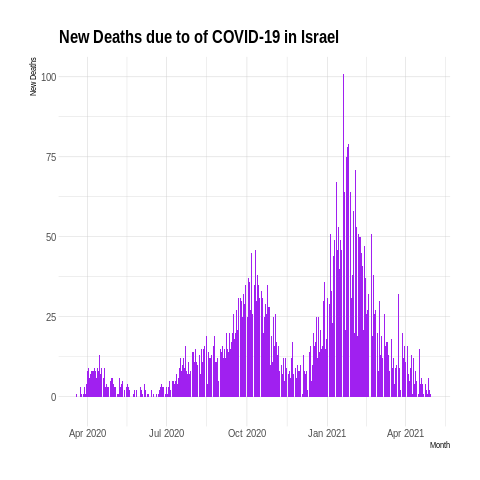 New Deaths due to of COVID-19 in Israel
New Deaths
100
75
50
25
0
Apr 2020 Jul 2020 Oct 2020 Jan 2021 Apr 2021
Month